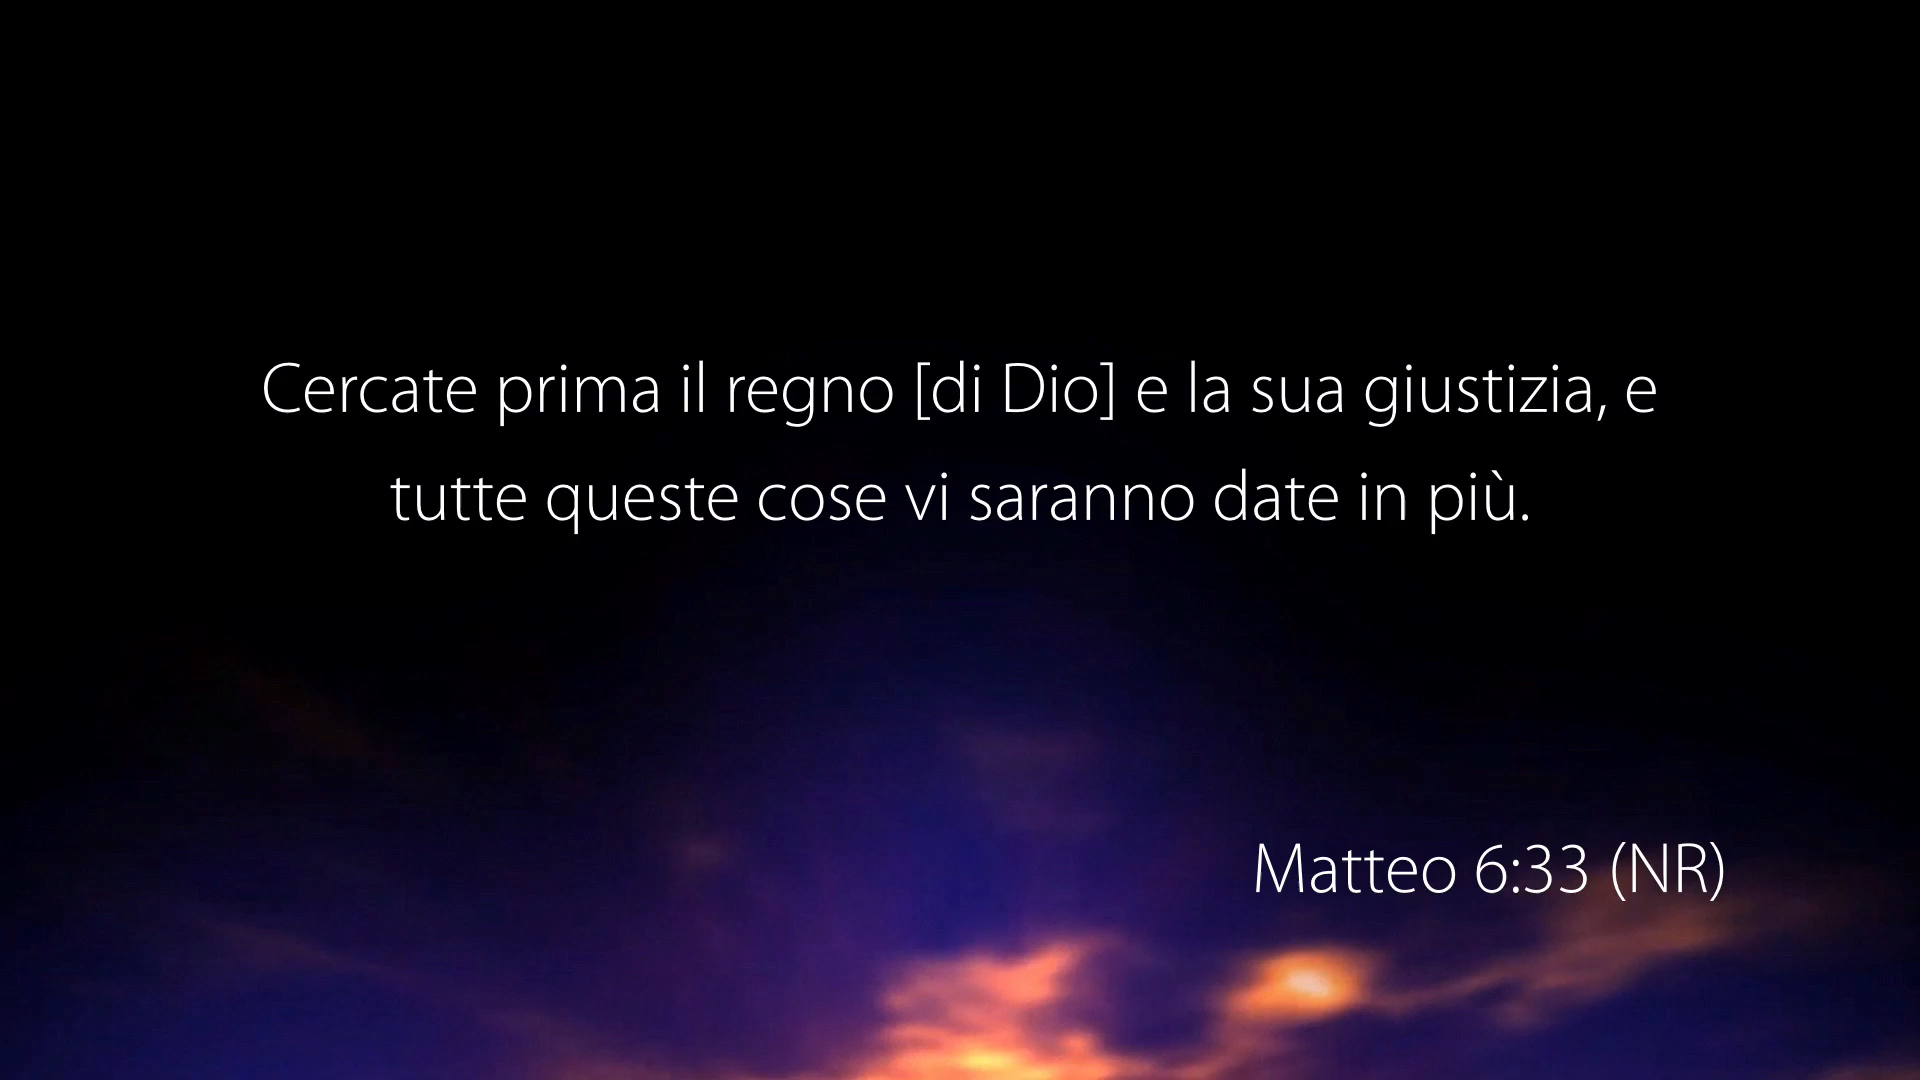 Cercate prima il regno [di Dio] e la sua giustizia, e
tutte queste cose vi saranno date in più.
Matteo 6:33 (NR)